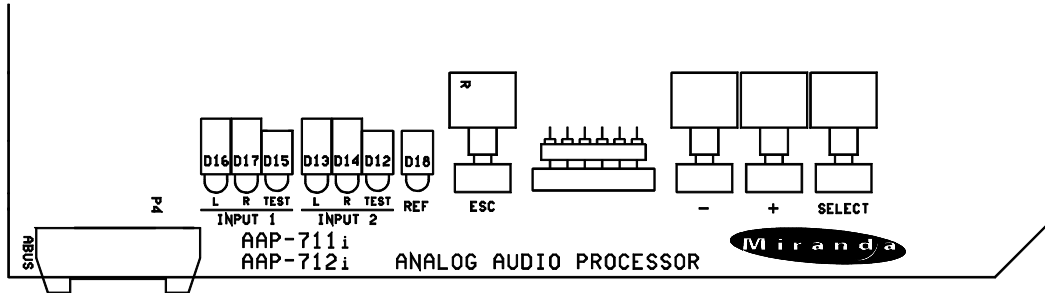 R
D16 D17 D15 D13 D14 D12 D18
L R TEST L R TEST REF ESC - + SELECT
INPUT 1 INPUT 2
P4
ABUS
AAP-711i
AAP-712i ANALOG AUDIO PROCESSOR
Miranda